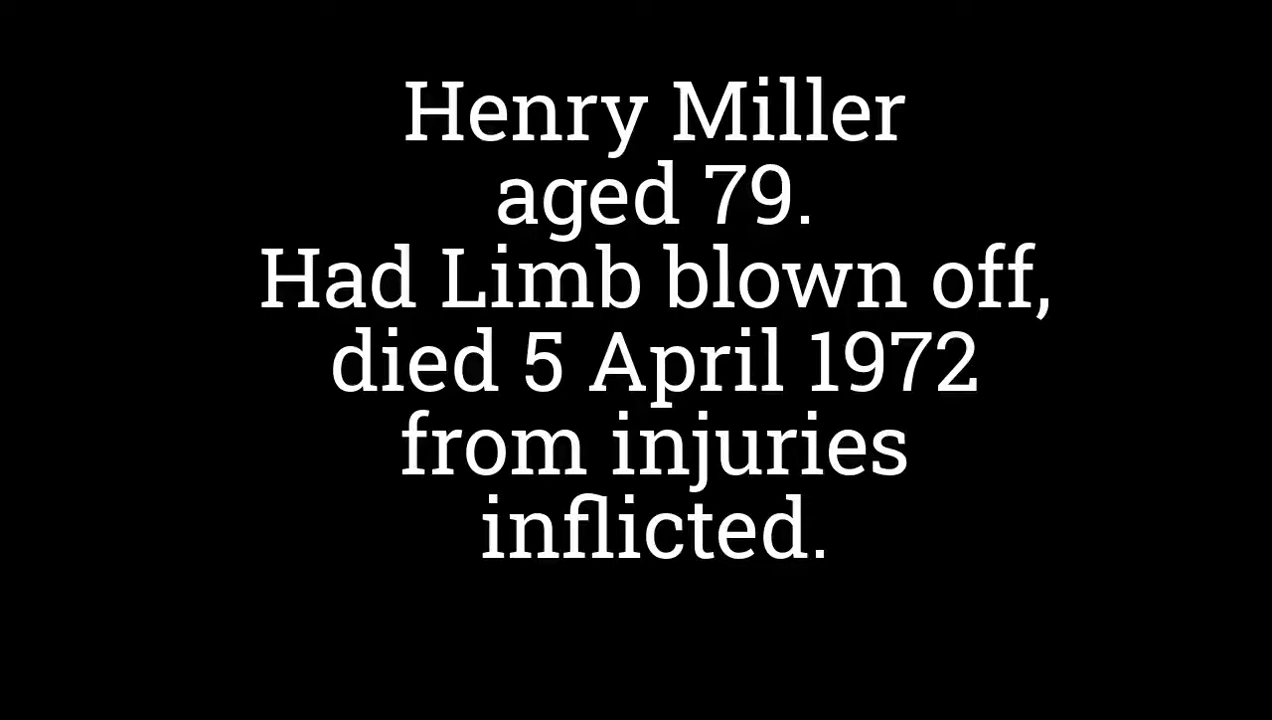 Henry Miller
aged 79.
Had Limb blown off,
died 5 April 1972
from injuries
inflicted.